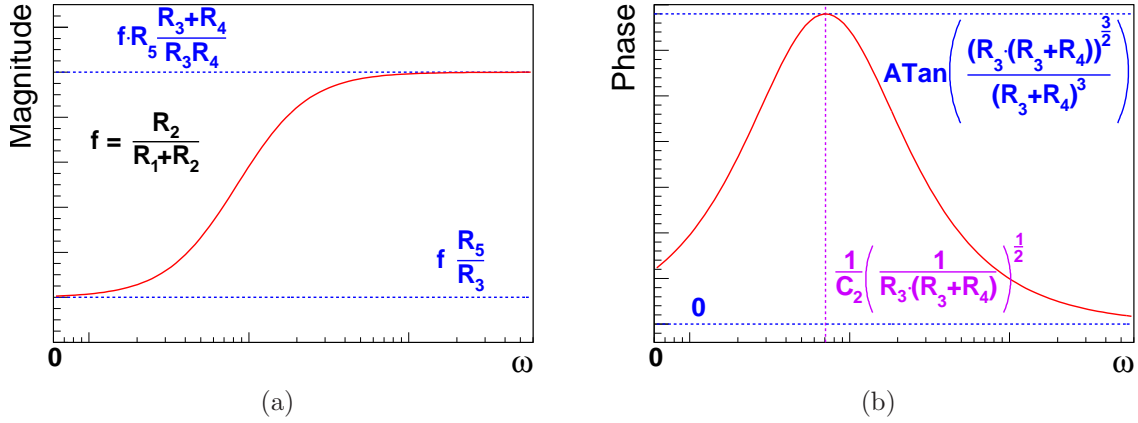 Magnitude
f·R₅ (R₃+R₄)/(R₃R₄)
f = R₂/(R₁+R₂)
f R₅/R₃
0
ω
(a)
Phase
ATan((R₃·(R₃+R₄))^(3/2)/(R₃+R₄)³)
1/C₂ (1/(R₃·(R₃+R₄)))^(1/2)
0
0
ω
(b)